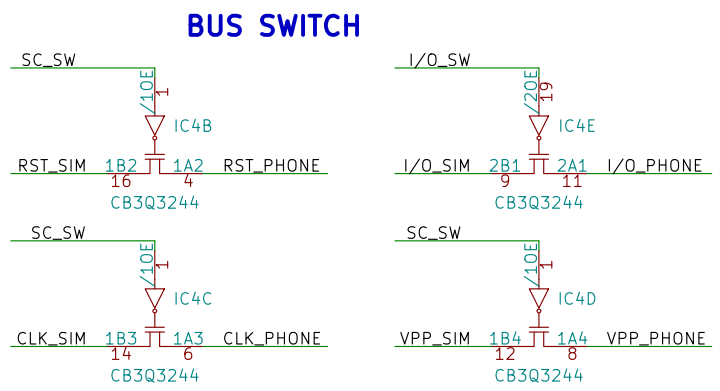 BUS SWITCH
SC_SW
/1OE
1
IC4B
RST_SIM 1B2 1A2 RST_PHONE
16 4
CB3Q3244
I/O_SW
/2OE
19
IC4E
I/O_SIM 2B1 2A1 I/O_PHONE
9 11
CB3Q3244
SC_SW
/1OE
1
IC4C
CLK_SIM 1B3 1A3 CLK_PHONE
14 6
CB3Q3244
SC_SW
/1OE
1
IC4D
VPP_SIM 1B4 1A4 VPP_PHONE
12 8
CB3Q3244